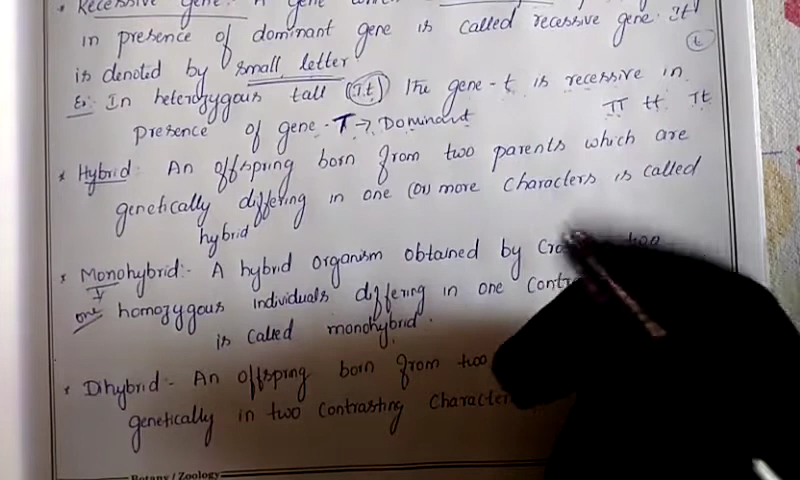 * Recessive gene:- A gene
in presence of dominant gene is called recessive gene. It
is denoted by small letter (t)
Ex: In heterozygous tall (Tt) The gene - t is recessive in
presence of gene - T → Dominant TT tt Tt
* Hybrid: An offspring born from two parents which are
genetically differing in one (or) more characters is called
hybrid
* Monohybrid:- A hybrid organism obtained by two
one homozygous individuals differing in one
is called monohybrid.
* Dihybrid:- An offspring born from two
genetically in two contrasting
Botany / Zoology